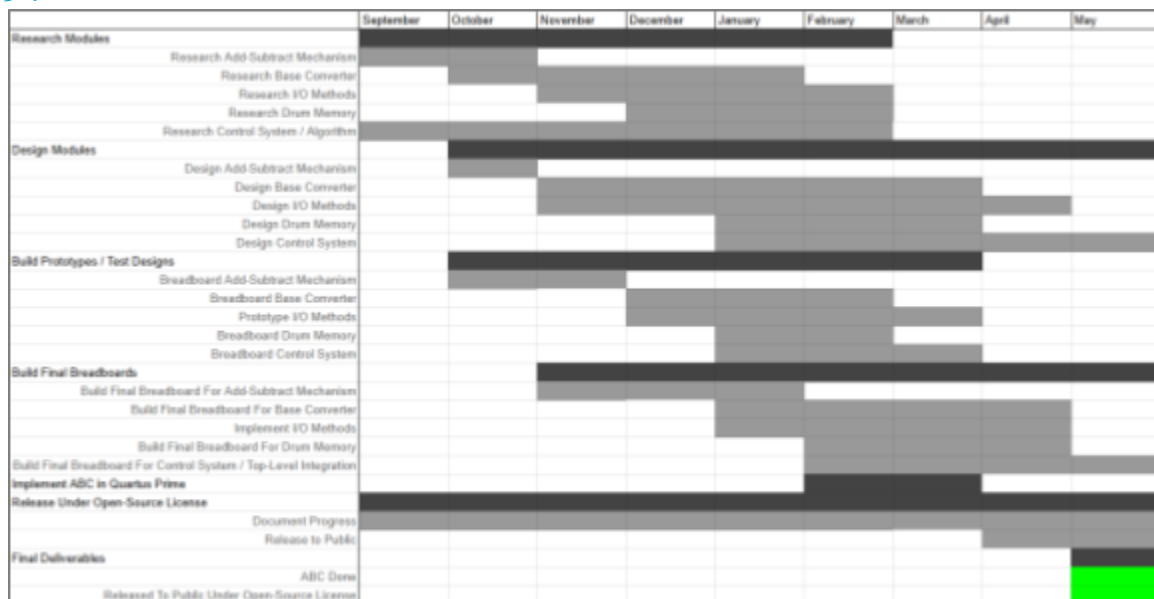 September October November December January February March April May
Research Modules
Research Add-Subtract Mechanism
Research Base Converter
Research I/O Methods
Research Drum Memory
Research Control System / Algorithm
Design Modules
Design Add-Subtract Mechanism
Design Base Converter
Design I/O Methods
Design Drum Memory
Design Control System
Build Prototypes / Test Designs
Breadboard Add-Subtract Mechanism
Breadboard Base Converter
Prototype I/O Methods
Breadboard Drum Memory
Breadboard Control System
Build Final Breadboards
Build Final Breadboard For Add-Subtract Mechanism
Build Final Breadboard For Base Converter
Implement I/O Methods
Build Final Breadboard For Drum Memory
Build Final Breadboard For Control System / Top-Level Integration
Implement ABC in Quartus Prime
Release Under Open-Source License
Document Progress
Release to Public
Final Deliverables
ABC Done
Released To Public Under Open-Source License